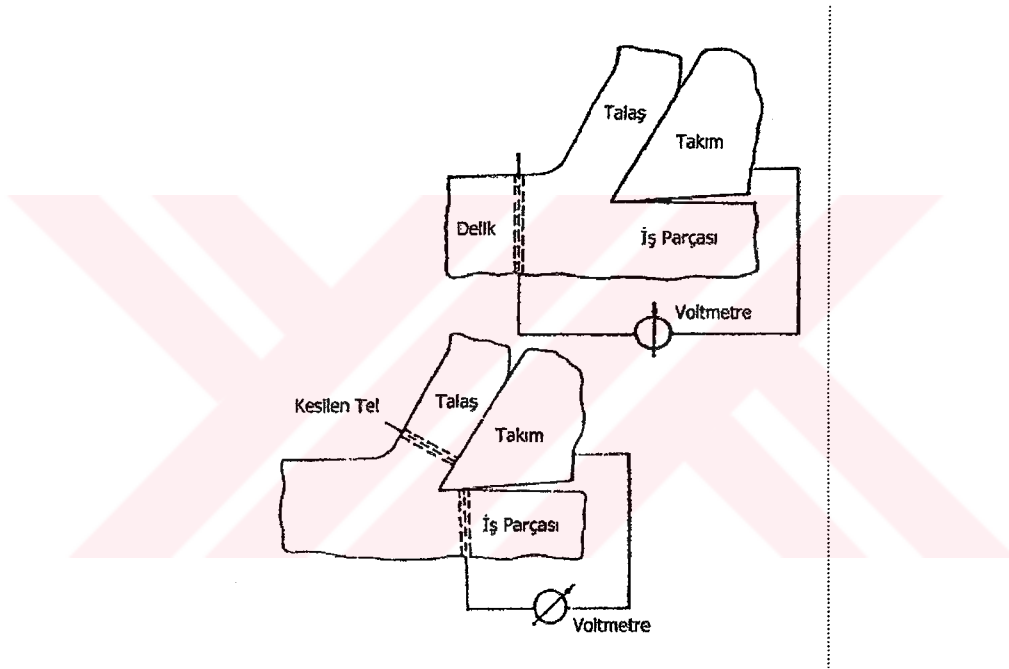 Talaş
Takım
Delik
İş Parçası
Voltmetre
Kesilen Tel
Talaş
Takım
İş Parçası
Voltmetre